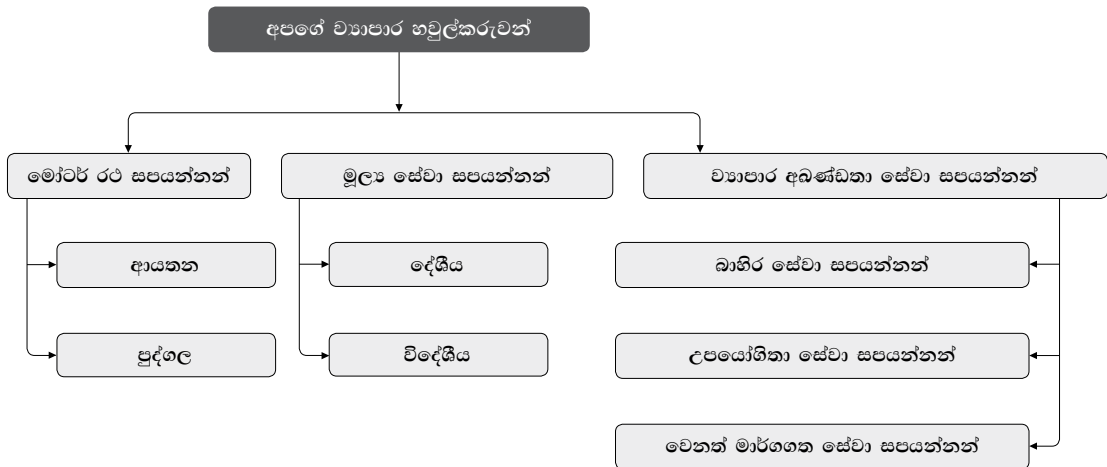 අපගේ ව්‍යාපාර හවුල්කරුවන්
මෝටර් රථ සපයන්නන්
මූල්‍ය සේවා සපයන්නන්
ව්‍යාපාර අඛණ්ඩතා සේවා සපයන්නන්
ආයතන
දේශීය
බාහිර සේවා සපයන්නන්
පුද්ගල
විදේශීය
උපයෝගිතා සේවා සපයන්නන්
වෙනත් මාර්ගගත සේවා සපයන්නන්